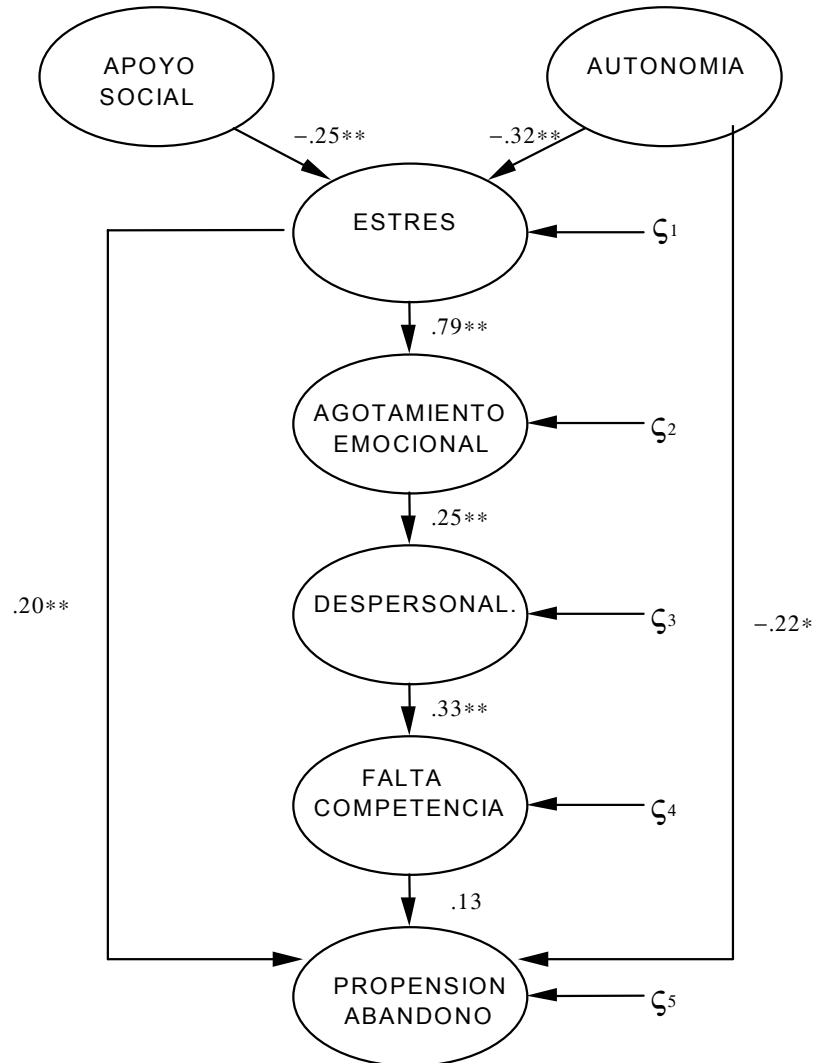 APOYO
SOCIAL
AUTONOMIA
−.25**
−.32**
ESTRES
ς1
.79**
AGOTAMIENTO
EMOCIONAL
ς2
.25**
.20**
DESPERSONAL.
ς3
−.22*
.33**
FALTA
COMPETENCIA
ς4
.13
PROPENSION
ABANDONO
ς5